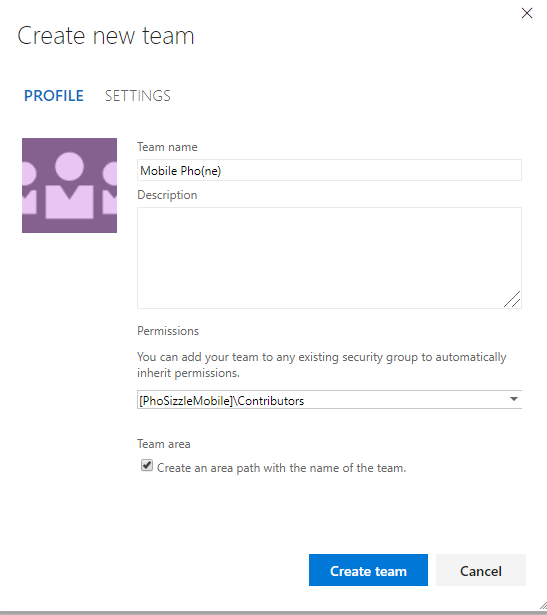 Create new team
PROFILE SETTINGS
Team name
Mobile Pho(ne)
Description
Permissions
You can add your team to any existing security group to automatically
inherit permissions.
[PhoSizzleMobile]\Contributors
Team area
Create an area path with the name of the team.
Create team Cancel